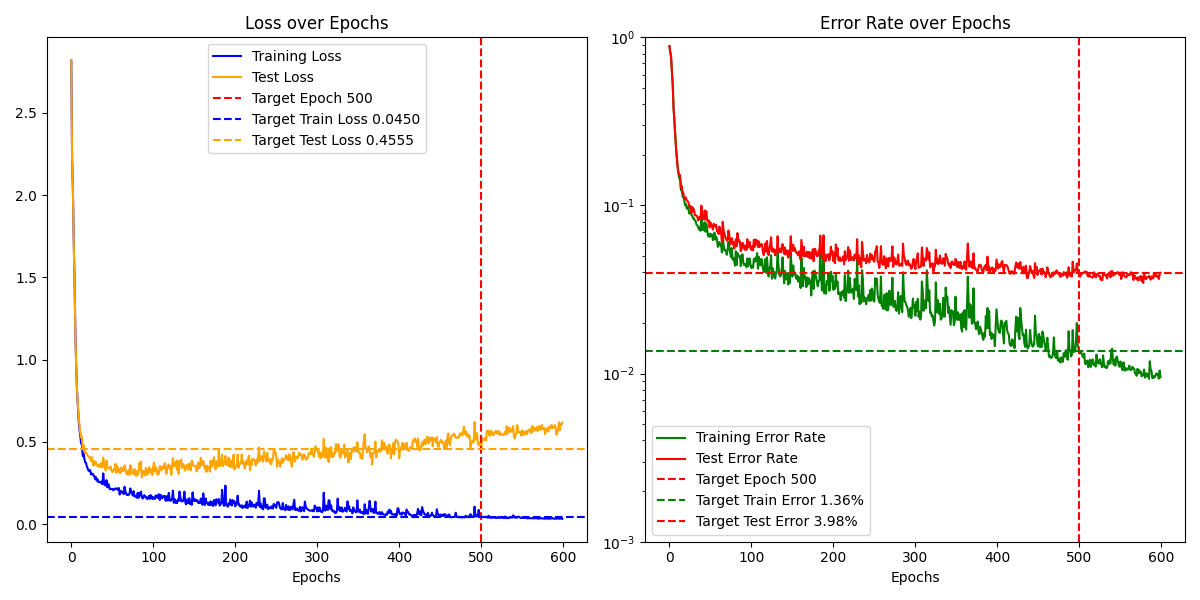 Loss over Epochs
Training Loss
Test Loss
Target Epoch 500
Target Train Loss 0.0450
Target Test Loss 0.4555
2.5
2.0
1.5
1.0
0.5
0.0
0
100
200
300
400
500
600
Epochs
Error Rate over Epochs
10^0
10^-1
10^-2
10^-3
Training Error Rate
Test Error Rate
Target Epoch 500
Target Train Error 1.36%
Target Test Error 3.98%
0
100
200
300
400
500
600
Epochs